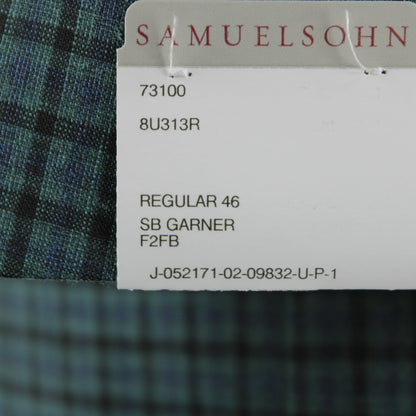 SAMUELSOHN
73100
8U313R
REGULAR 46
SB GARNER
F2FB
J-052171-02-09832-U-P-1